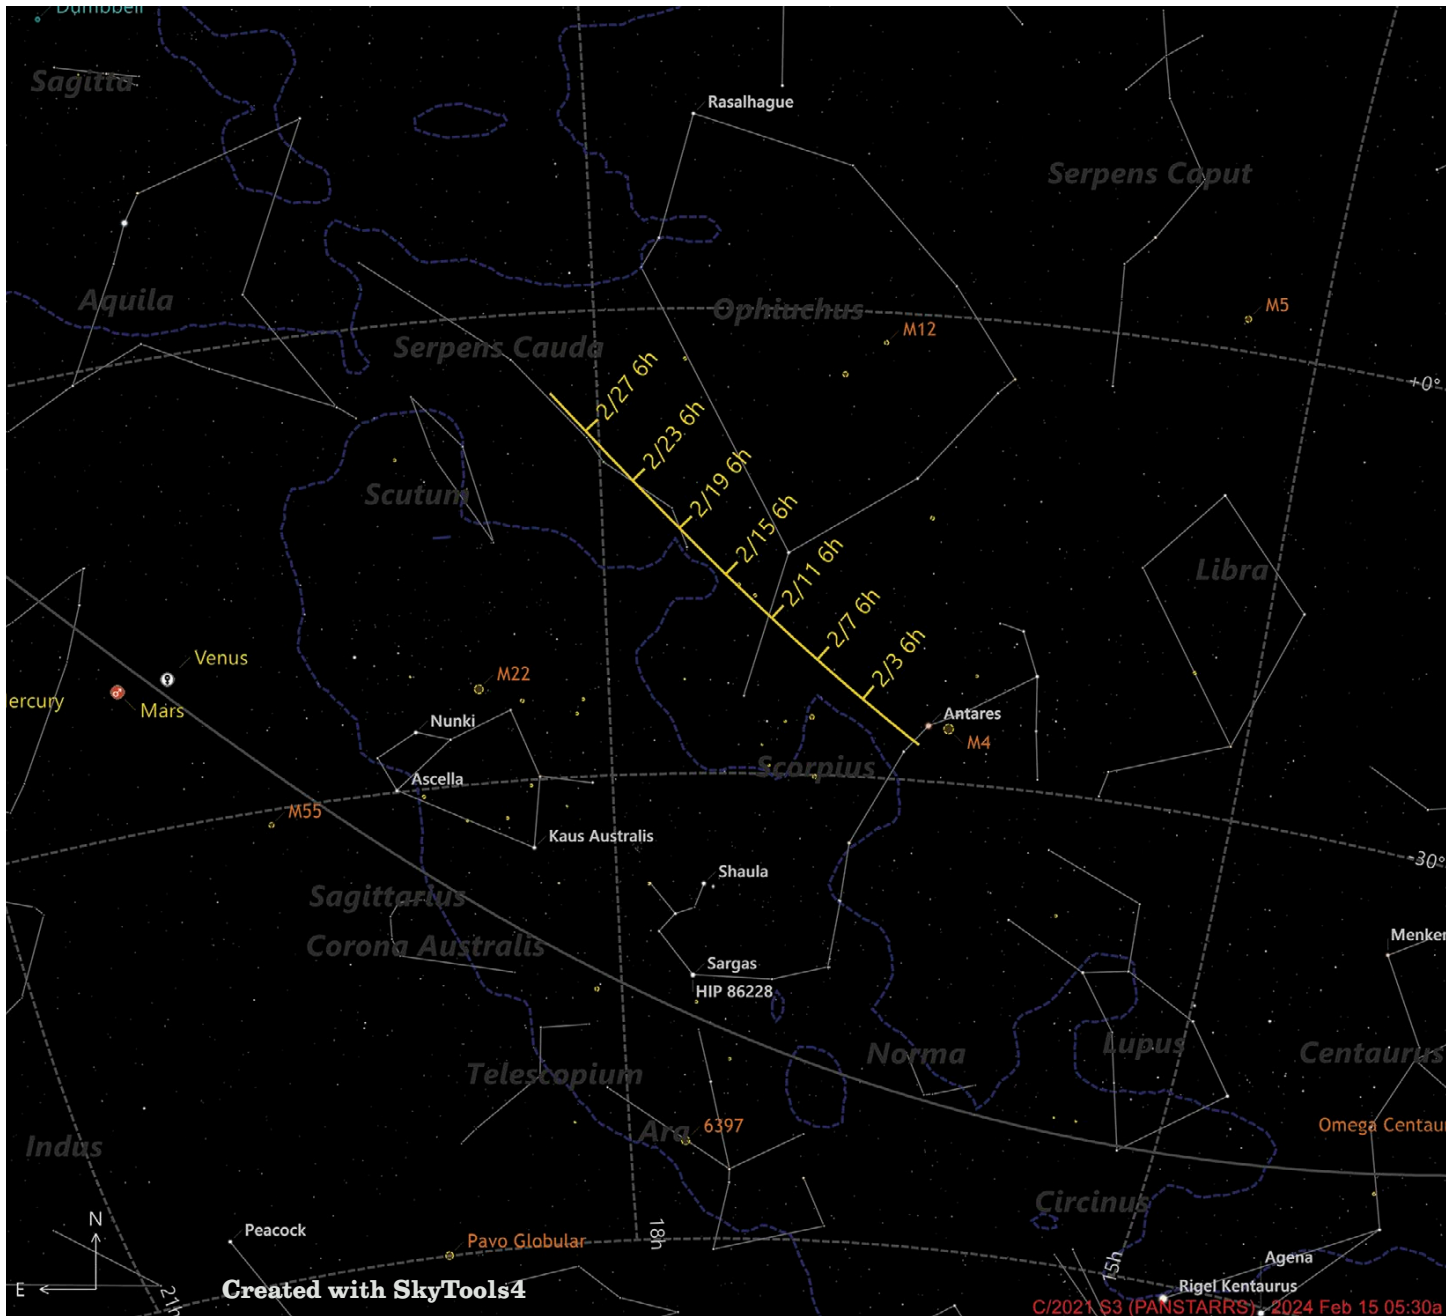 Dumbbell
Sagitta
Rasalhague
Serpens Caput
Aquila
Ophiuchus
M5
M12
Serpens Cauda
+0°
2/27 6h
2/23 6h
2/19 6h
2/15 6h
2/11 6h
2/7 6h
2/3 6h
Scutum
Libra
Venus
M22
ercury
Mars
Nunki
Antares
M4
Scorpius
Ascella
M55
Kaus Australis
-30°
Shaula
Sagittarius
Corona Australis
Menker
Sargas
HIP 86228
Norma
Lupus
Centaurus
Telescopium
Ara
6397
Omega Centau
Indus
Circinus
N
Peacock
Pavo Globular
18h
15h
Agena
E
21h
Created with SkyTools4
Rigel Kentaurus
C/2021 S3 (PANSTARRS) - 2024 Feb 15 05:30a